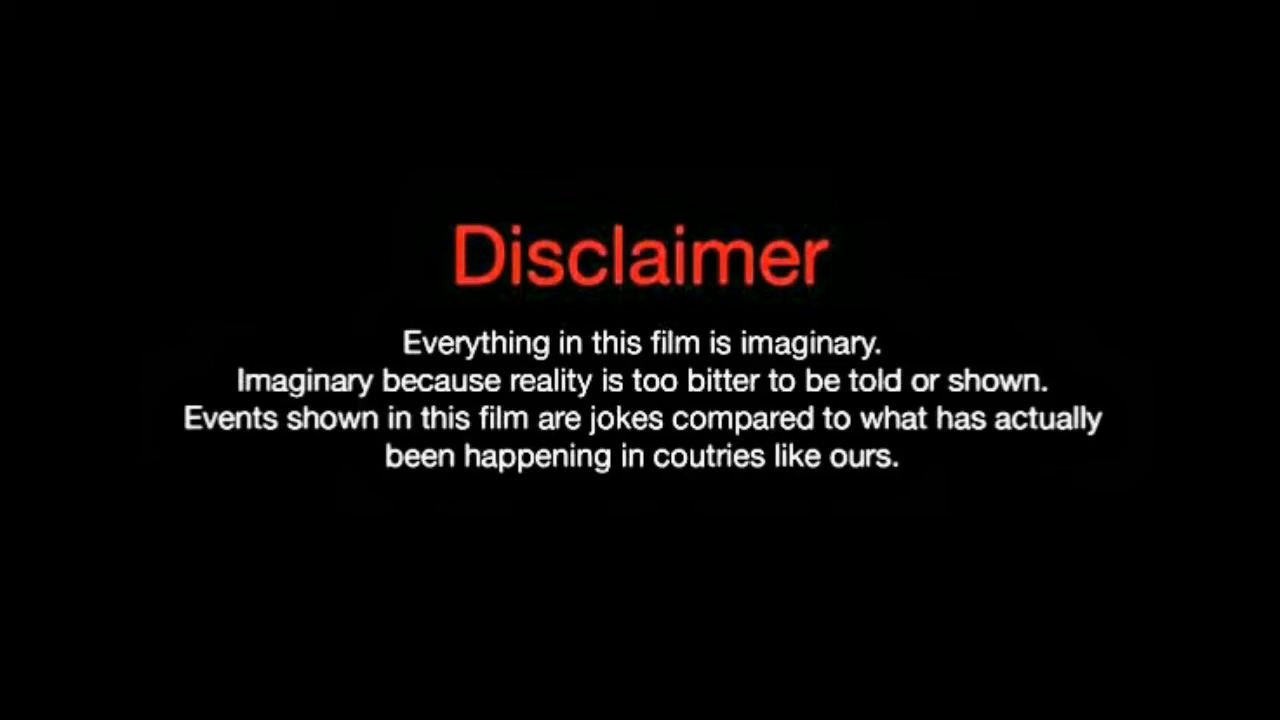 Disclaimer
Everything in this film is imaginary.
Imaginary because reality is too bitter to be told or shown.
Events shown in this film are jokes compared to what has actually
been happening in coutries like ours.